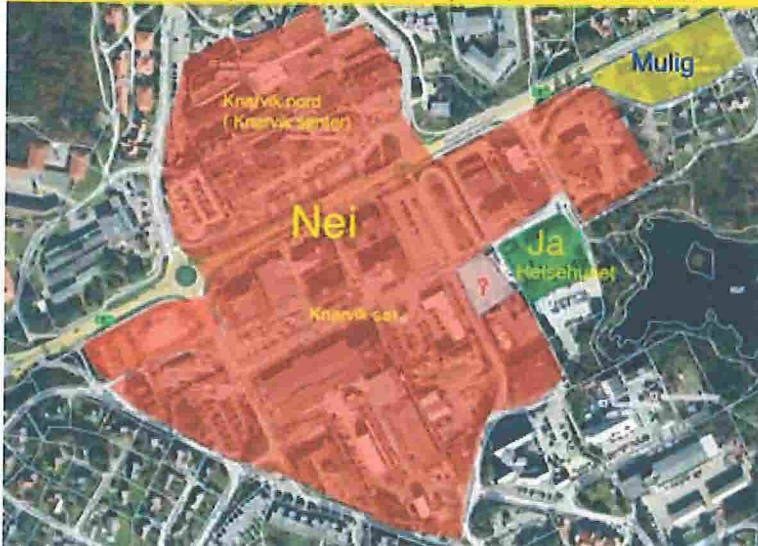 Mulig
Knarvik nord
( Knarvik senter)
Nei
Ja
Helsehuset
?
Knarvik sør